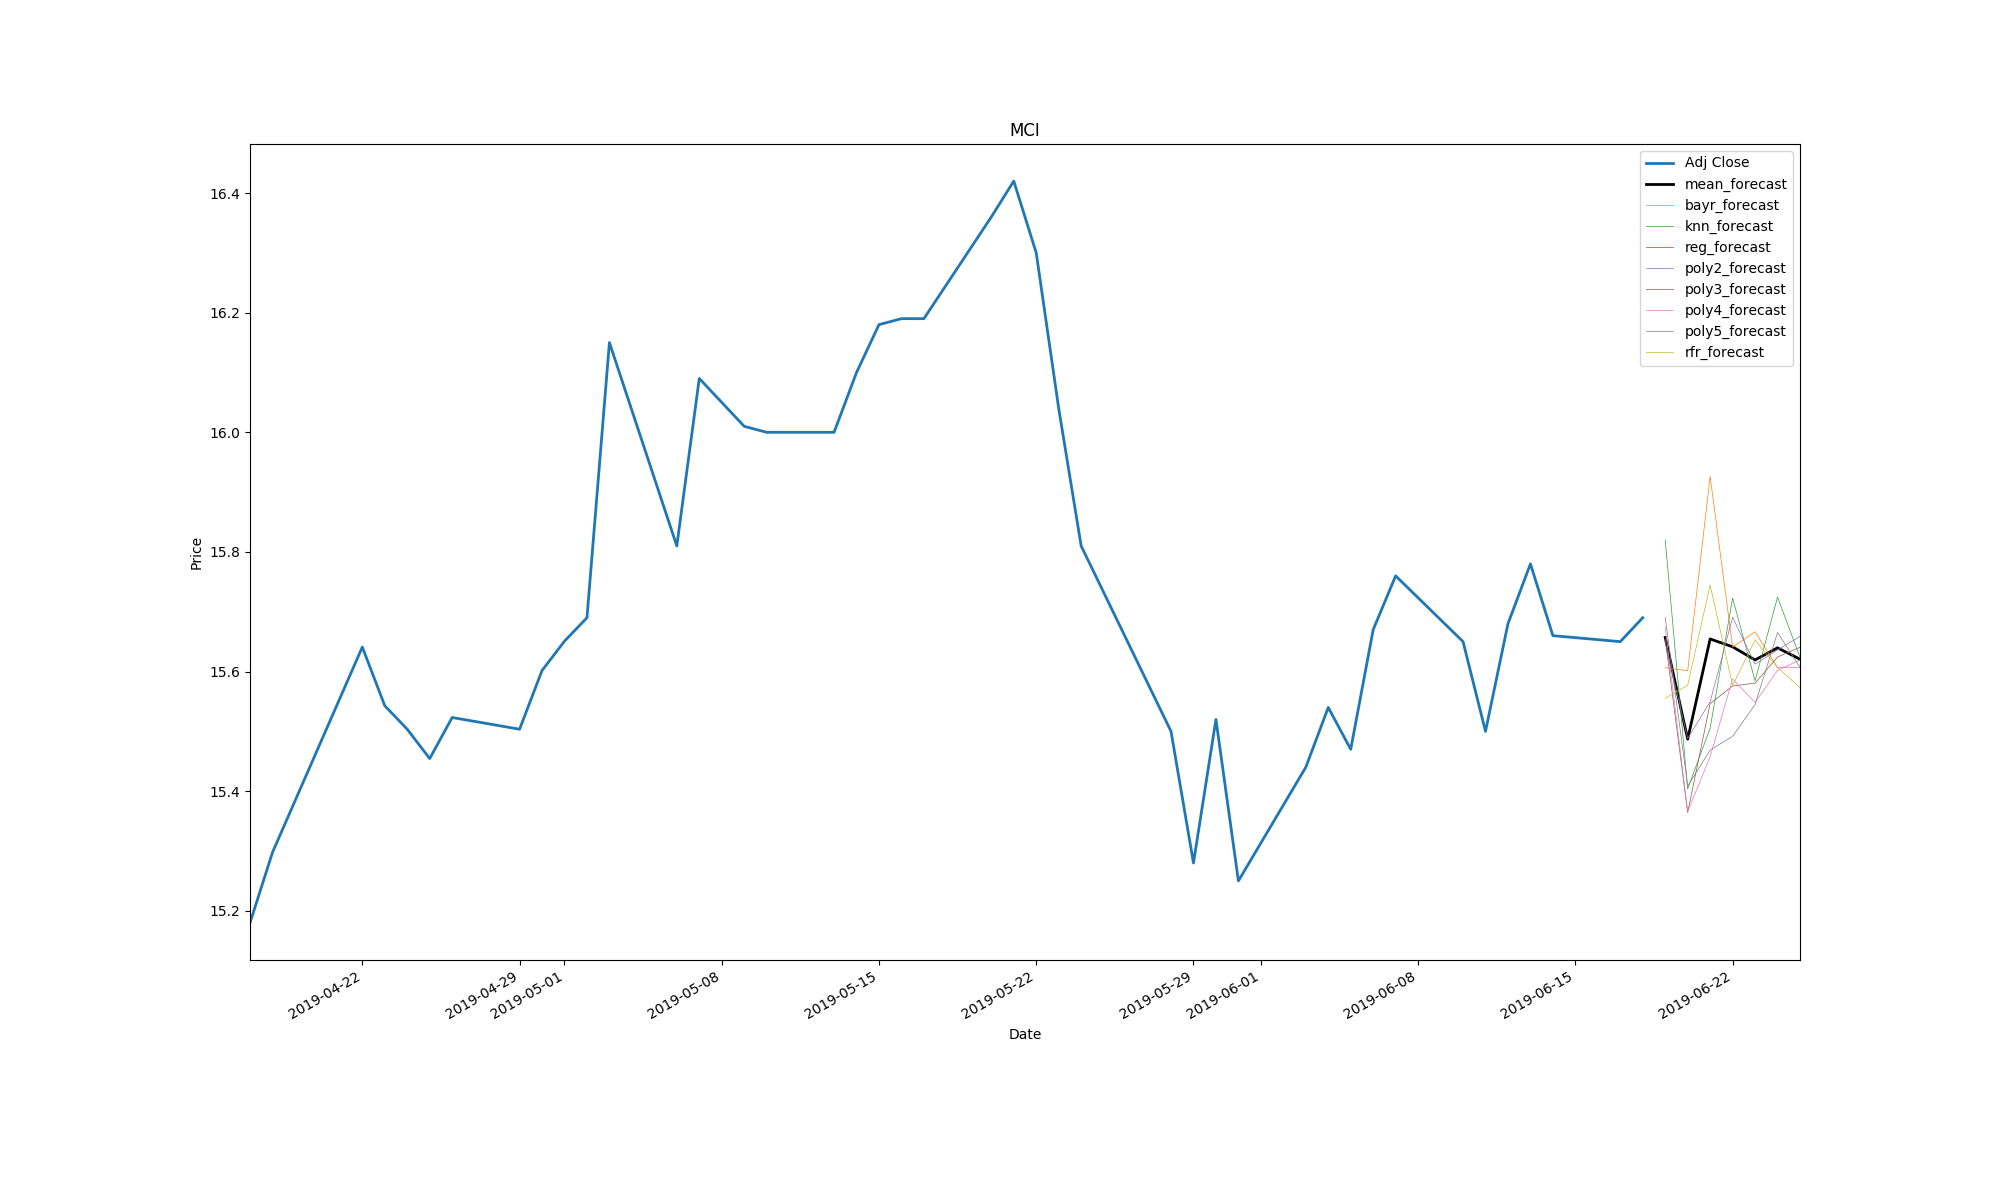 MCI
Adj Close
mean_forecast
bayr_forecast
knn_forecast
reg_forecast
poly2_forecast
poly3_forecast
poly4_forecast
poly5_forecast
rfr_forecast
16.4
16.2
16.0
15.8
15.6
15.4
15.2
Price
2019-04-22
2019-04-29
2019-05-01
2019-05-08
2019-05-15
2019-05-22
2019-05-29
2019-06-01
2019-06-08
2019-06-15
2019-06-22
Date